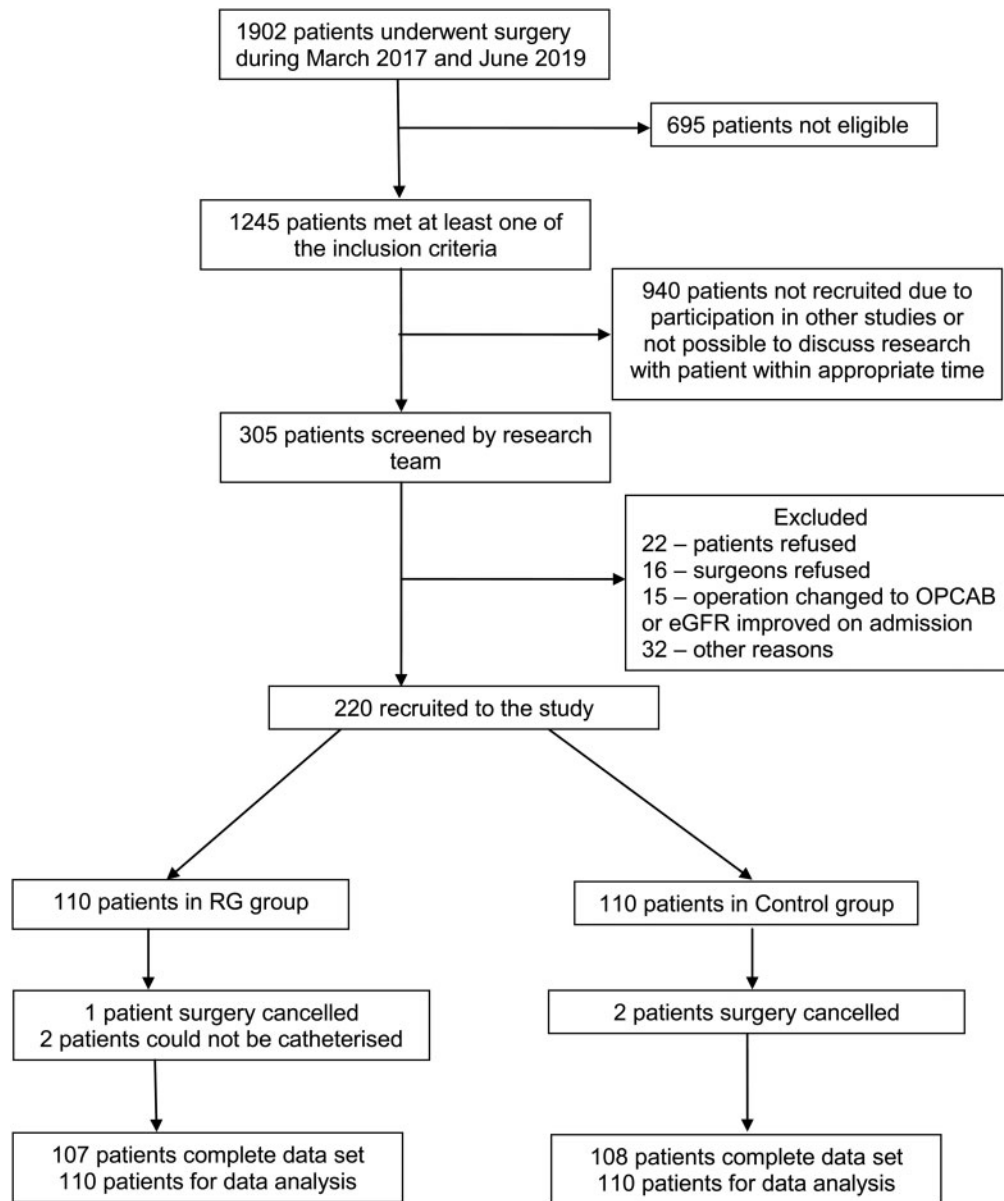 1902 patients underwent surgery
during March 2017 and June 2019
695 patients not eligible
1245 patients met at least one of
the inclusion criteria
940 patients not recruited due to
participation in other studies or
not possible to discuss research
with patient within appropriate time
305 patients screened by research
team
Excluded
22 – patients refused
16 – surgeons refused
15 – operation changed to OPCAB
or eGFR improved on admission
32 – other reasons
220 recruited to the study
110 patients in RG group
110 patients in Control group
1 patient surgery cancelled
2 patients could not be catheterised
2 patients surgery cancelled
107 patients complete data set
110 patients for data analysis
108 patients complete data set
110 patients for data analysis